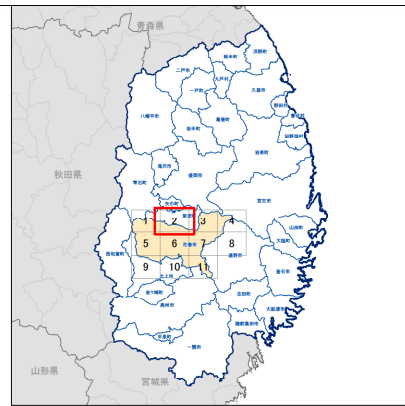 青森県
洋野町
軽米町
二戸市
九戸村
一戸町
久慈市
野田村
普代村
八幡平市
葛巻町
岩手町
田野畑村
岩泉町
滝沢市
盛岡市
秋田県
雫石町
宮古市
矢巾町
紫波町
1 2 3 4
山田町
大槌町
5 6 花巻市 7 8
西和賀町
遠野市
釜石市
9 10 11
北上市
金ケ崎町
住田町
奥州市
大船渡市
陸前高田市
平泉町
一関市
山形県
宮城県